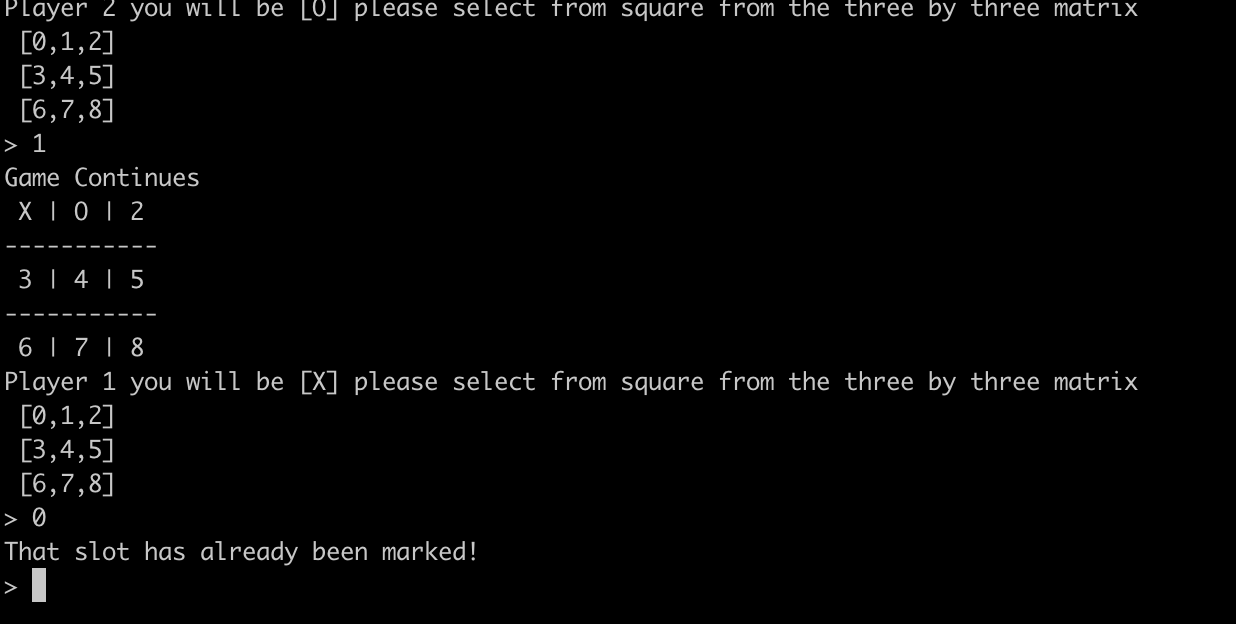 Player 2 you will be [O] please select from square from the three by three matrix
[0,1,2]
[3,4,5]
[6,7,8]
> 1
Game Continues
X | O | 2
-----------
3 | 4 | 5
-----------
6 | 7 | 8
Player 1 you will be [X] please select from square from the three by three matrix
[0,1,2]
[3,4,5]
[6,7,8]
> 0
That slot has already been marked!
>